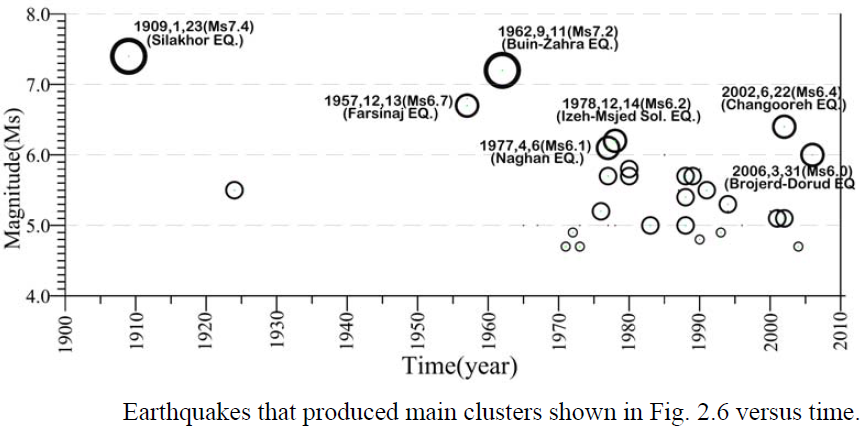 8.0
7.0
6.0
5.0
4.0
Magnitude(Ms)
1909,1,23(Ms7.4)
(Silakhor EQ.)
1962,9,11(Ms7.2)
(Buin-Zahra EQ.)
1957,12,13(Ms6.7)
(Farsinaj EQ.)
1978,12,14(Ms6.2)
(Izeh-Msjed Sol. EQ.)
2002,6,22(Ms6.4)
(Changooreh EQ.)
1977,4,6(Ms6.1)
(Naghan EQ.)
2006,3,31(Ms6.0)
(Brojerd-Dorud EQ
1900
1910
1920
1930
1940
1950
1960
1970
1980
1990
2000
2010
Time(year)
Earthquakes that produced main clusters shown in Fig. 2.6 versus time.